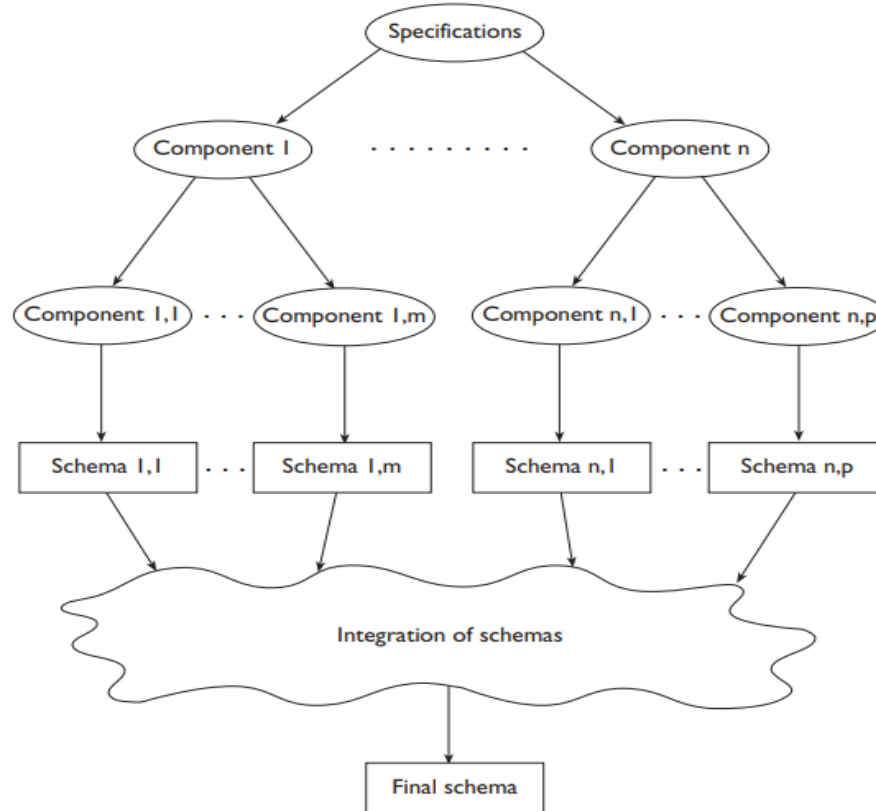 Specifications
Component 1
Component n
Component 1,1
Component 1,m
Component n,1
Component n,p
Schema 1,1
Schema 1,m
Schema n,1
Schema n,p
Integration of schemas
Final schema